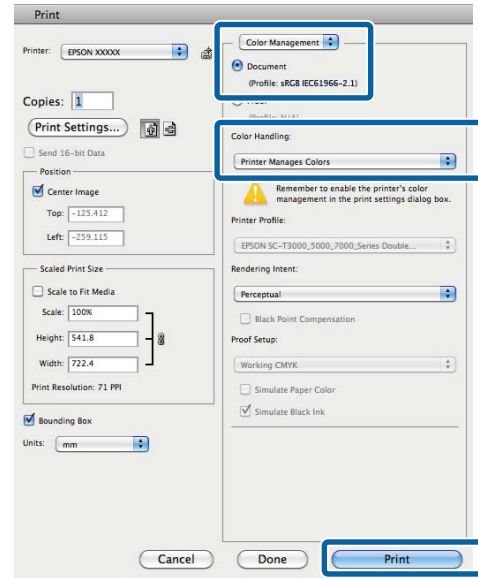 Print
Printer: EPSON XXXXX
Copies: 1
Print Settings...
Send 16-bit Data
Position
Center Image
Top: -125.412
Left: -259.115
Scaled Print Size
Scale to Fit Media
Scale: 100%
Height: 541.8
Width: 722.4
Print Resolution: 71 PPI
Bounding Box
Units: mm
Color Management
Document
(Profile: sRGB IEC61966-2.1)
Color Handling:
Printer Manages Colors
Remember to enable the printer's color
management in the print settings dialog box.
Printer Profile:
EPSON SC-T3000_5000_7000_Series Double...
Rendering Intent:
Perceptual
Black Point Compensation
Proof Setup:
Working CMYK
Simulate Paper Color
Simulate Black Ink
Cancel
Done
Print